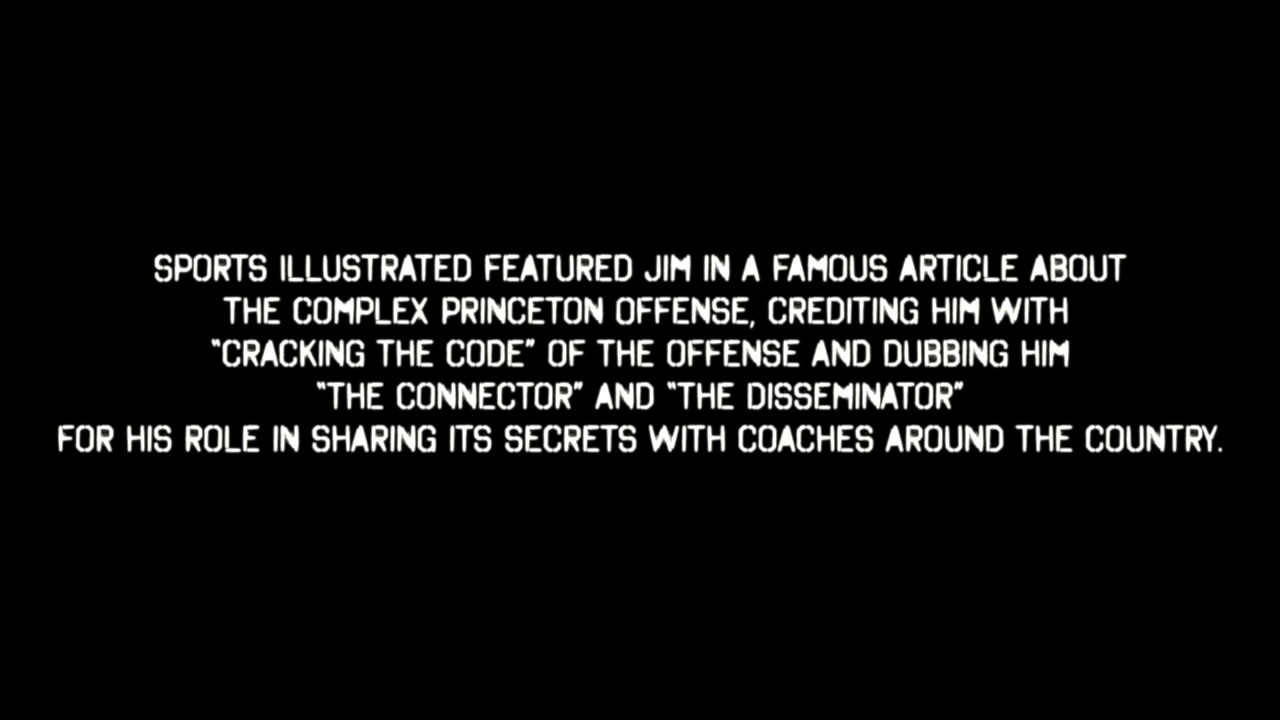 SPORTS ILLUSTRATED FEATURED JIM IN A FAMOUS ARTICLE ABOUT
THE COMPLEX PRINCETON OFFENSE, CREDITING HIM WITH
"CRACKING THE CODE" OF THE OFFENSE AND DUBBING HIM
"THE CONNECTOR" AND "THE DISSEMINATOR"
FOR HIS ROLE IN SHARING ITS SECRETS WITH COACHES AROUND THE COUNTRY.